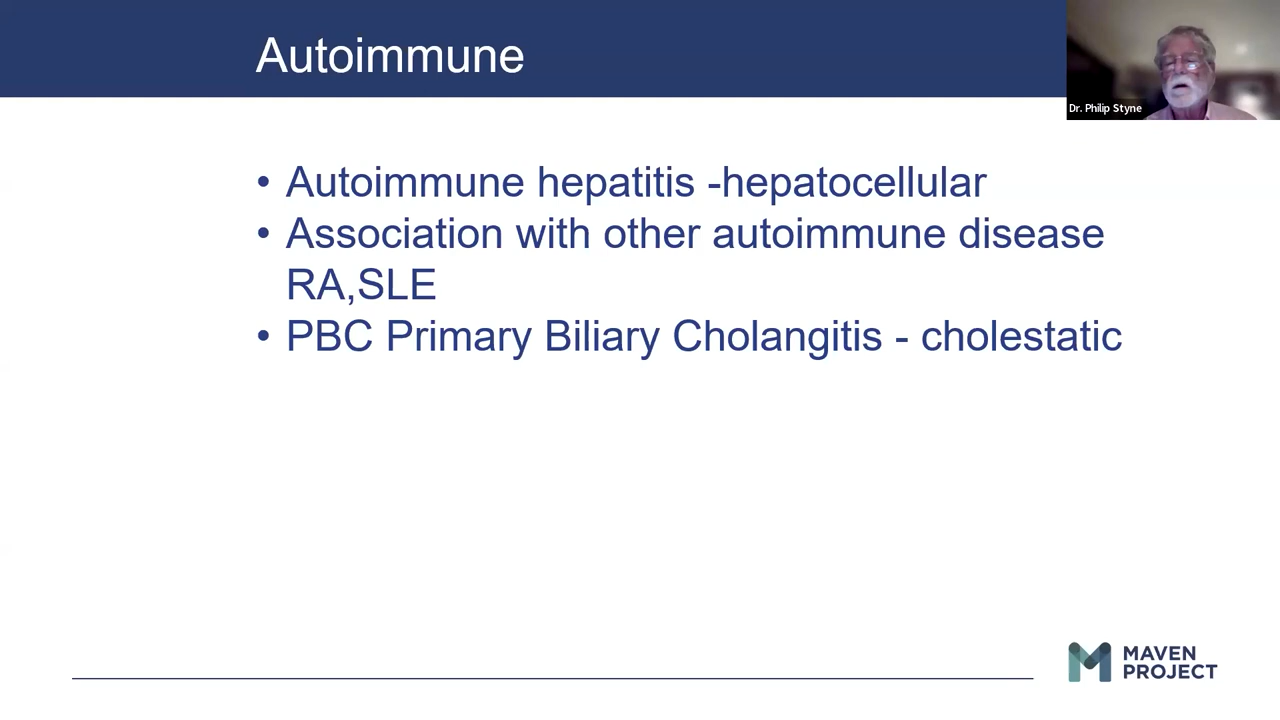 Autoimmune
Dr. Philip Styne
• Autoimmune hepatitis -hepatocellular
• Association with other autoimmune disease
RA,SLE
• PBC Primary Biliary Cholangitis - cholestatic
MAVEN
PROJECT